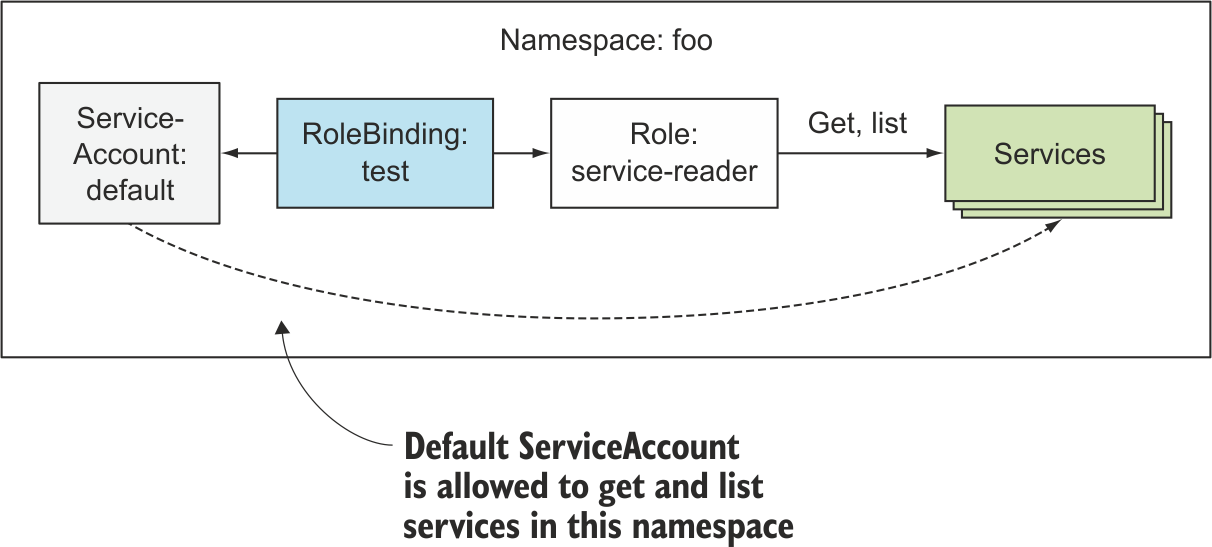 Namespace: foo
Service-
Account:
default
RoleBinding:
test
Role:
service-reader
Get, list
Services
Default ServiceAccount
is allowed to get and list
services in this namespace